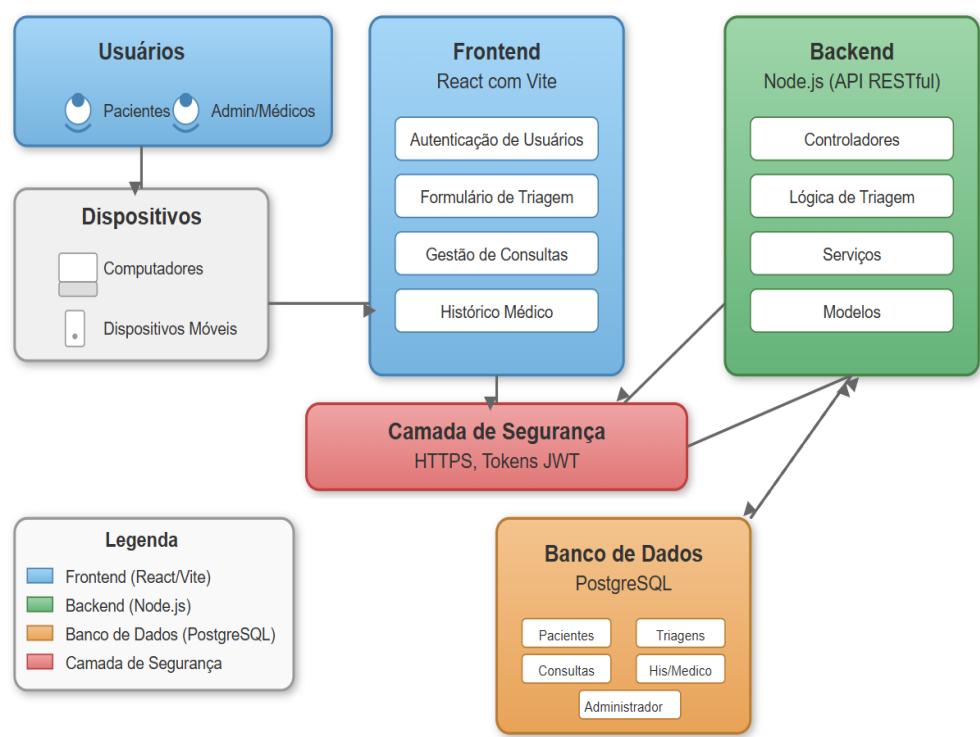 Usuários
Pacientes
Admin/Médicos
Dispositivos
Computadores
Dispositivos Móveis
Frontend
React com Vite
Autenticação de Usuários
Formulário de Triagem
Gestão de Consultas
Histórico Médico
Backend
Node.js (API RESTful)
Controladores
Lógica de Triagem
Serviços
Modelos
Camada de Segurança
HTTPS, Tokens JWT
Legenda
Frontend (React/Vite)
Backend (Node.js)
Banco de Dados (PostgreSQL)
Camada de Segurança
Banco de Dados
PostgreSQL
Pacientes
Triagens
Consultas
His/Medico
Administrador